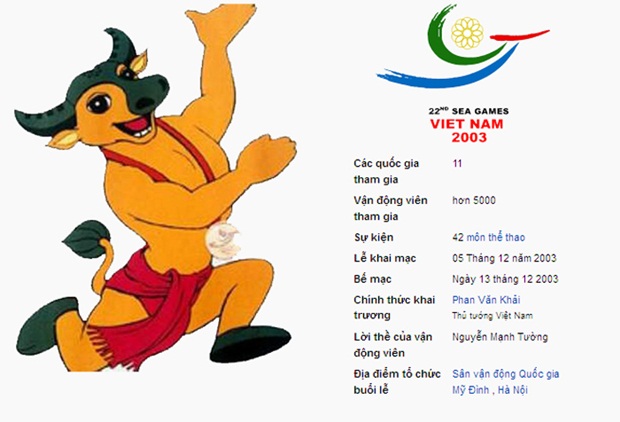 22ND SEA GAMES
VIET NAM
2003
Các quốc gia 11
tham gia
Vận động viên hơn 5000
tham gia
Sự kiện 42 môn thể thao
Lễ khai mạc 05 Tháng 12 năm 2003
Bế mạc Ngày 13 tháng 12 2003
Chính thức khai Phan Văn Khải
trương Thủ tướng Việt Nam
Lời thề của vận Nguyễn Mạnh Tường
động viên
Địa điểm tổ chức Sân vận động Quốc gia
buổi lễ Mỹ Đình , Hà Nội